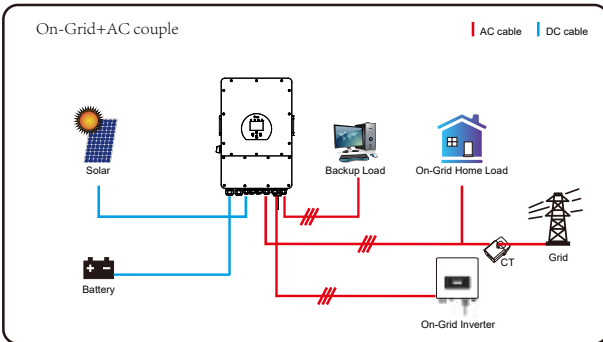 On-Grid+AC couple
AC cable
DC cable
Solar
Backup Load
On-Grid Home Load
CT
Grid
Battery
On-Grid Inverter